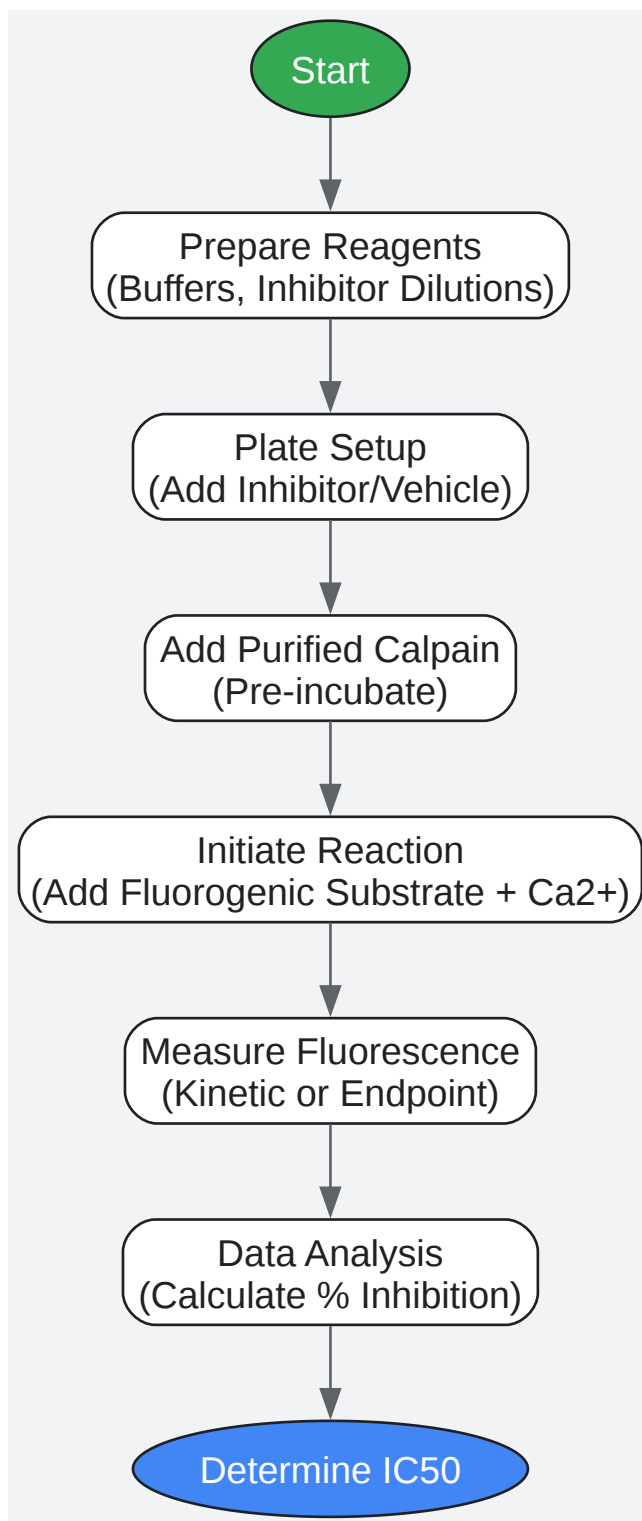 Start
Prepare Reagents
(Buffers, Inhibitor Dilutions)
Plate Setup
(Add Inhibitor/Vehicle)
Add Purified Calpain
(Pre-incubate)
Initiate Reaction
(Add Fluorogenic Substrate + Ca2+)
Measure Fluorescence
(Kinetic or Endpoint)
Data Analysis
(Calculate % Inhibition)
Determine IC50